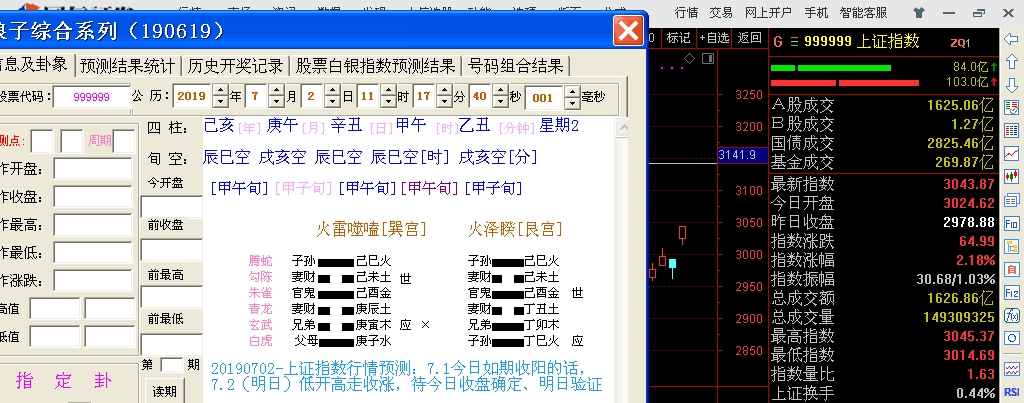 行情 交易 网上开户 手机 智能客服
子综合系列（190619）
息及卦象 预测结果统计 历史开奖记录 股票白银指数预测结果 号码组合结果
标记 +自选 返回
G 999999 上证指数 ZQ1
84.0亿
103.0亿
股票代码： 999999 公 历： 2019 年 7 月 2 日 11 时 17 分 40 秒 001 毫秒
测点： 周期
四 柱： 己亥[年] 庚午[月] 辛丑[日] 甲午[时] 乙丑[分钟] 星期2
旬 空： 辰巳空 戌亥空 辰巳空 辰巳空[时] 戌亥空[分]
[甲午旬] [甲子旬] [甲午旬] [甲午旬] [甲子旬]
昨开盘： 今开盘
昨收盘： 前收盘
昨最高：
昨最低： 前最高
昨涨跌：
高值 前最低
低值
第 期
指 定 卦 读期
火雷噬嗑[巽宫] 火泽睽[艮宫]
螣蛇 子孙 己巳火 子孙 己巳火
勾陈 妻财 己未土 世 妻财 己未土
朱雀 官鬼 己酉金 官鬼 己酉金 世
青龙 妻财 庚辰土 妻财 丁丑土
玄武 兄弟 庚寅木 应 × 兄弟 丁卯木
白虎 父母 庚子水 子孙 丁巳火 应
20190702-上证指数行情预测：7.1今日如期收阳的话，
7.2（明日）低开高走收涨，待今日收盘确定、明日验证
3250
3200
3141.9
3100
3050
3000
2950
2900
2850
A股成交 1625.06亿
B股成交 1.27亿
国债成交 2825.46亿
基金成交 269.87亿
最新指数 3043.87
今日开盘 3024.62
昨日收盘 2978.88
指数涨跌 64.99
指数涨幅 2.18%
指数振幅 30.68/1.03%
总成交额 1626.86亿
总成交量 149309325
最高指数 3045.37
最低指数 3014.69
指数量比 1.63
上证换手 0.44%
F10
自
F12
RSI